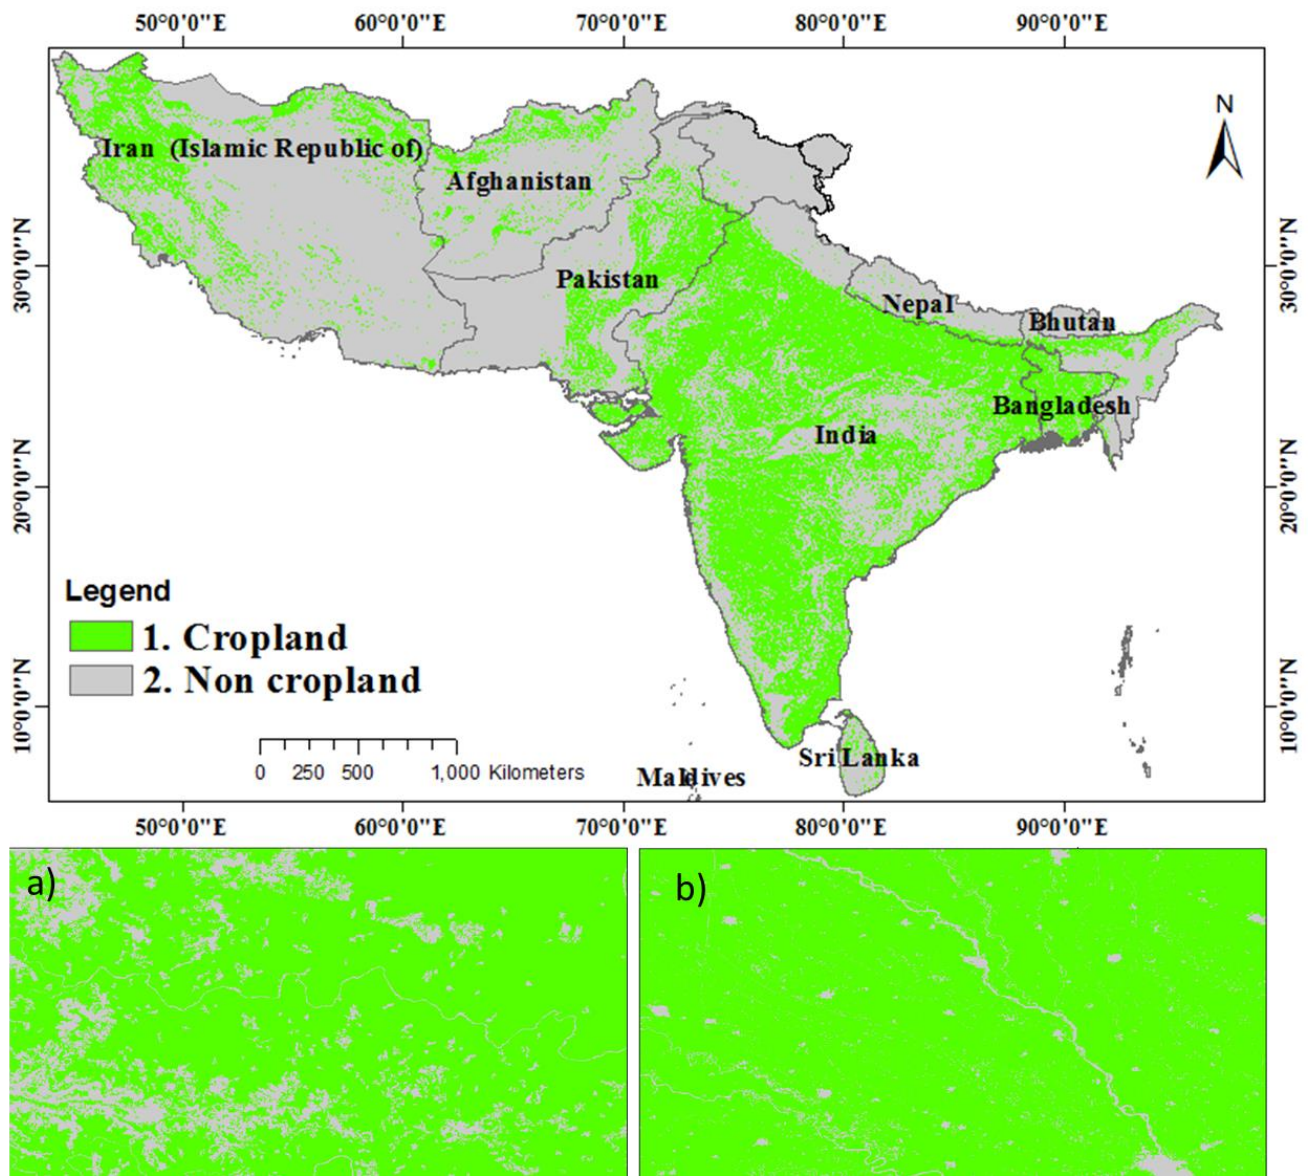 50°0'0"E 60°0'0"E 70°0'0"E 80°0'0"E 90°0'0"E
N
Iran (Islamic Republic of)
Afghanistan
30°0'0"N
30°0'0"N
Pakistan
Nepal
Bhutan
Bangladesh
India
20°0'0"N
20°0'0"N
Legend
1. Cropland
2. Non cropland
10°0'0"N
10°0'0"N
0 250 500 1,000 Kilometers
Sri Lanka
Maldives
50°0'0"E 60°0'0"E 70°0'0"E 80°0'0"E 90°0'0"E
a)
b)